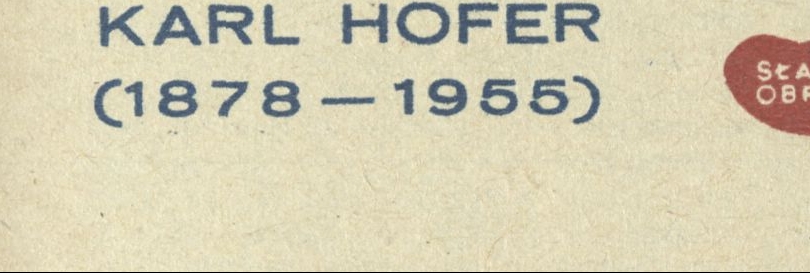 KARL HOFER
(1878 — 1955)